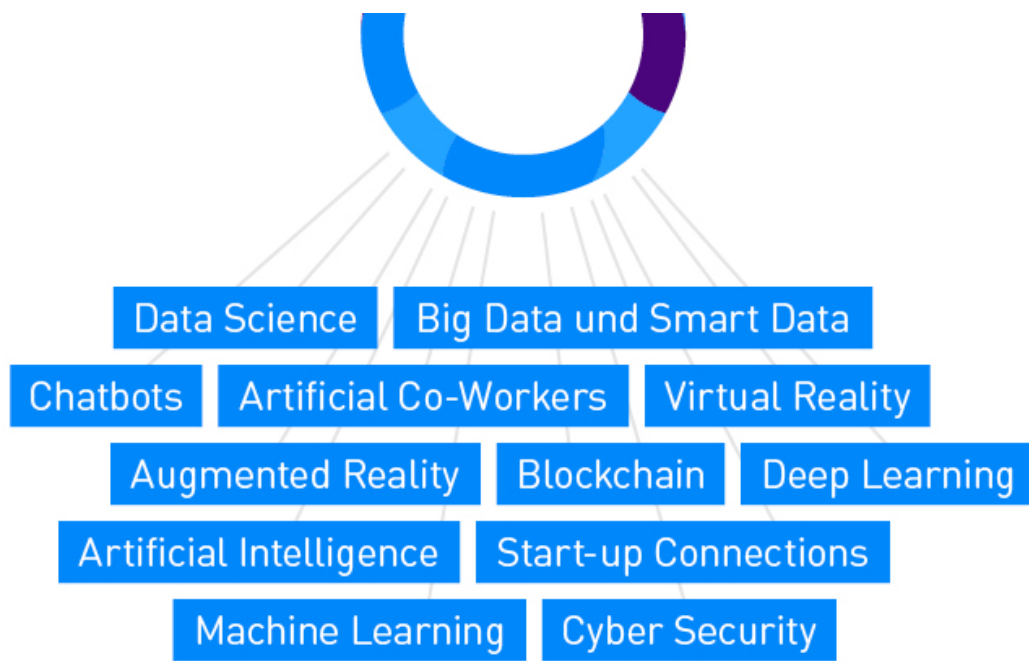 Data Science
Big Data und Smart Data
Chatbots
Artificial Co-Workers
Virtual Reality
Augmented Reality
Blockchain
Deep Learning
Artificial Intelligence
Start-up Connections
Machine Learning
Cyber Security